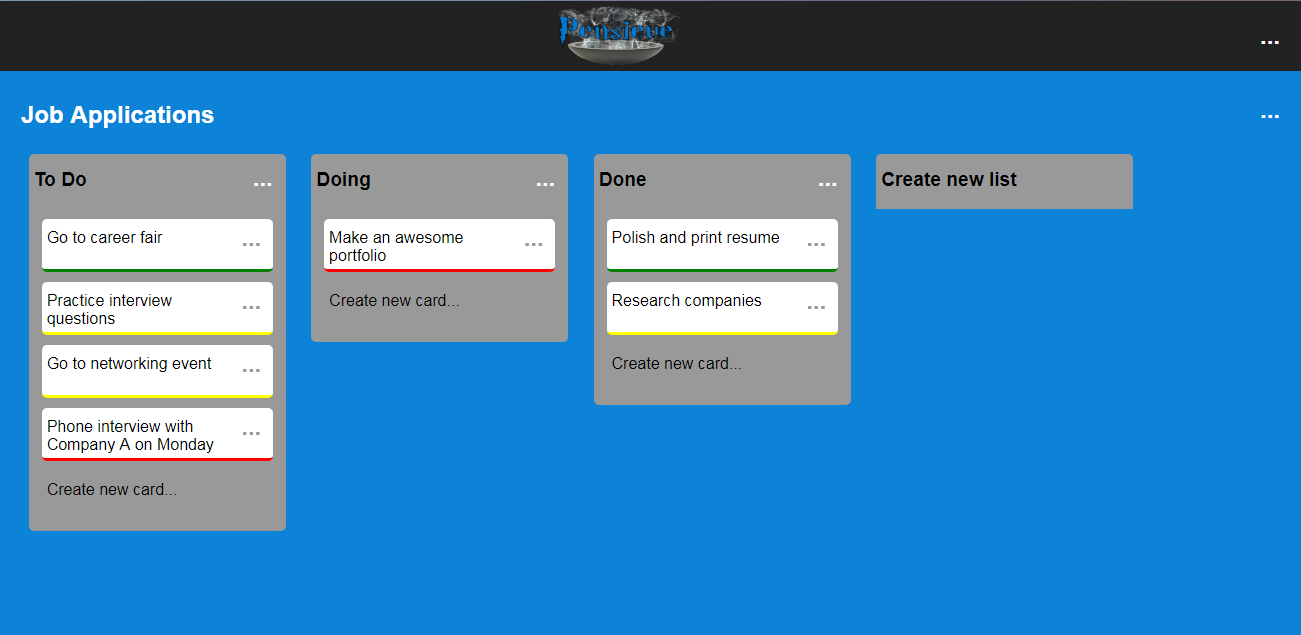 Pensieve
...
Job Applications
...
To Do
...
Go to career fair
...
Practice interview
questions
...
Go to networking event
...
Phone interview with
Company A on Monday
...
Create new card...
Doing
...
Make an awesome
portfolio
...
Create new card...
Done
...
Polish and print resume
...
Research companies
...
Create new card...
Create new list